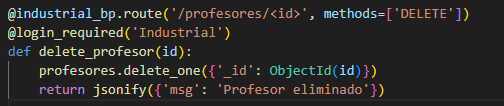 @industrial_bp.route('/profesores/<id>', methods=['DELETE'])
@login_required('Industrial')
def delete_profesor(id):
    profesores.delete_one({'_id': ObjectId(id)})
    return jsonify({'msg': 'Profesor eliminado'})